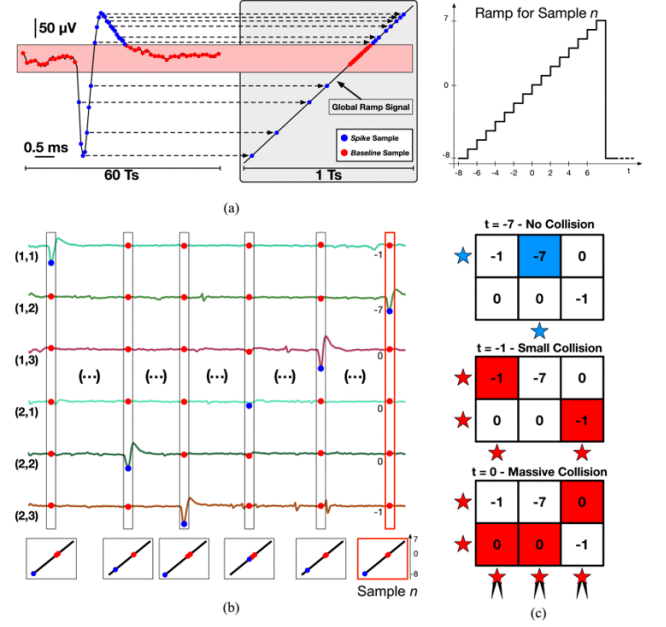 50 µV
Global Ramp Signal
Spike Sample
Baseline Sample
0.5 ms
60 Ts
1 Ts
(a)
Ramp for Sample n
7
0
-8
-8 -6 -4 -2 0 2 4 6 t
(1,1)
-1
(1,2)
-7
(1,3)
0
(...) (...) (...) (...) (...)
(2,1)
0
(2,2)
0
(2,3)
-1
7
0
-8
Sample n
(b)
t = -7 - No Collision
-1 -7 0
0 0 -1
t = -1 - Small Collision
-1 -7 0
0 0 -1
t = 0 - Massive Collision
-1 -7 0
0 0 -1
(c)